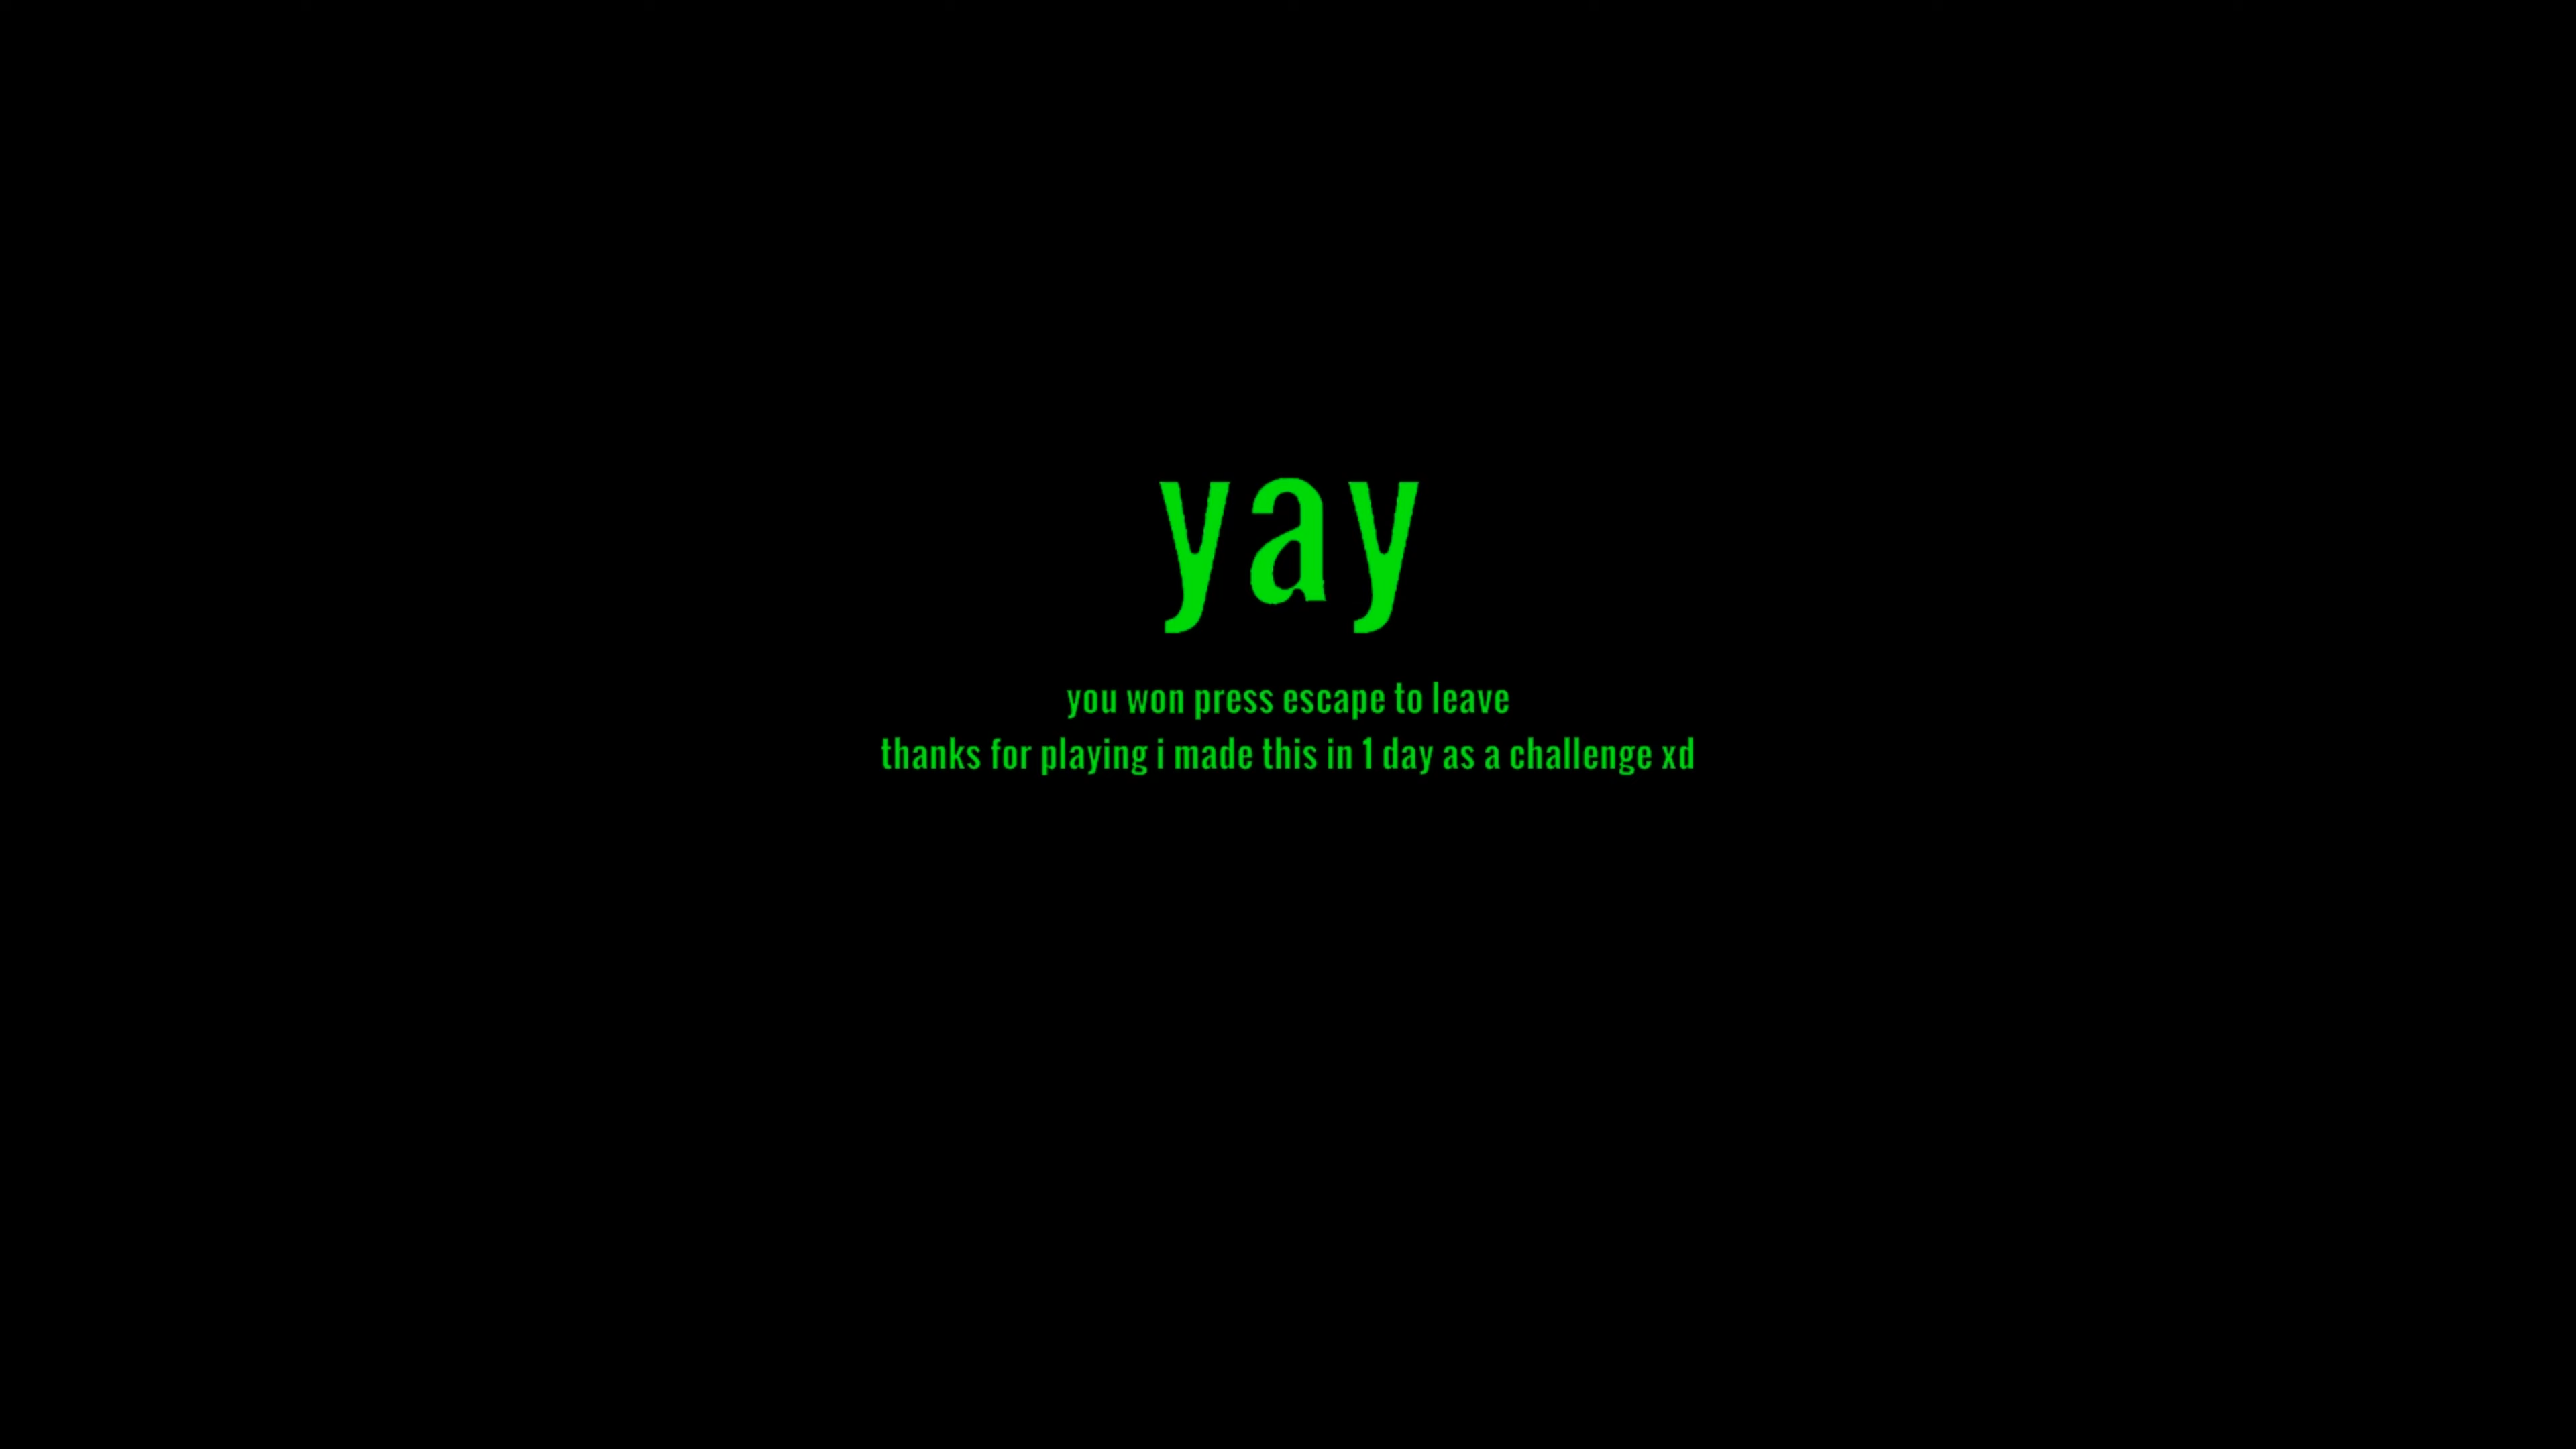 yay
you won press escape to leave
thanks for playing i made this in 1 day as a challenge xd